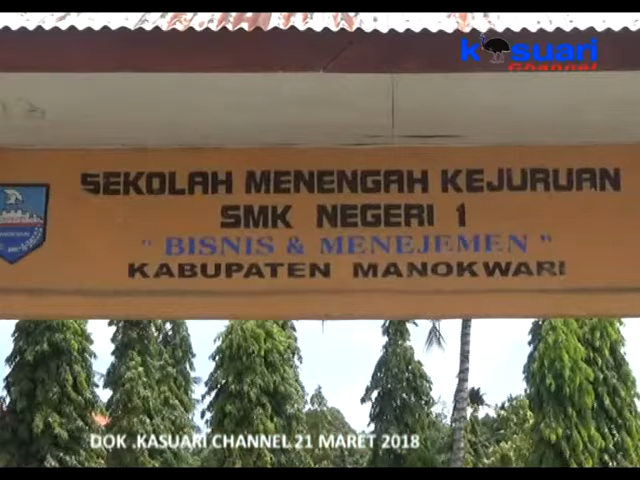 kasuari
Channel
SEKOLAH MENENGAH KEJURUAN
SMK NEGERI 1
" BISNIS & MENEJEMEN "
KABUPATEN MANOKWARI
DOK .KASUARI CHANNEL 21 MARET 2018